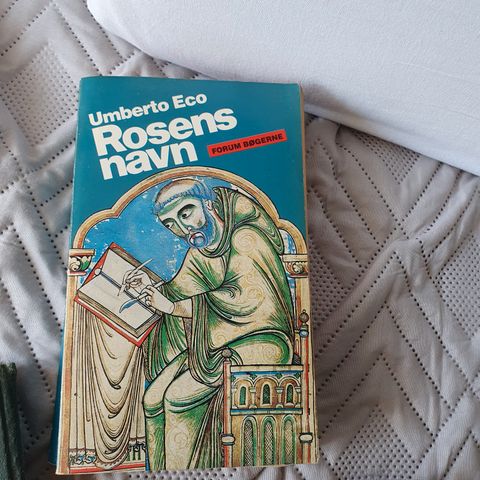 Umberto Eco
Rosens
navn
FORUM BØGERNE